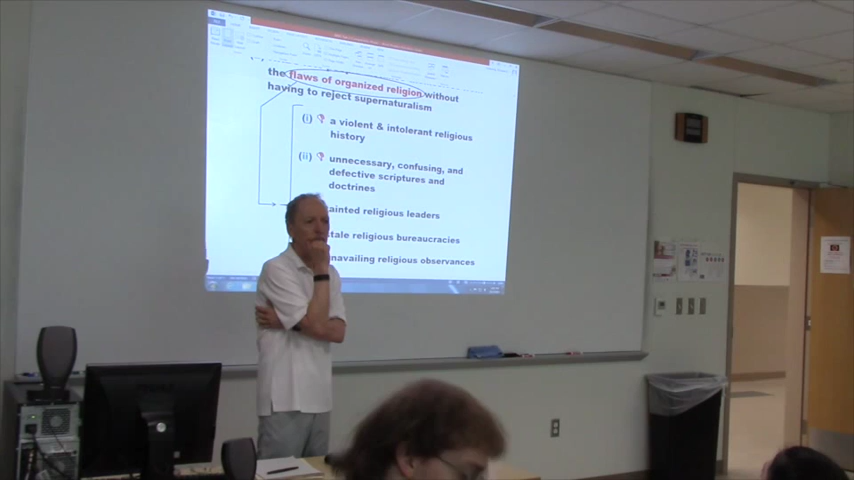 the flaws of organized religion without
having to reject supernaturalism
(i) a violent & intolerant religious
history
(ii) unnecessary, confusing, and
defective scriptures and
doctrines
ainted religious leaders
tale religious bureaucracies
navailing religious observances